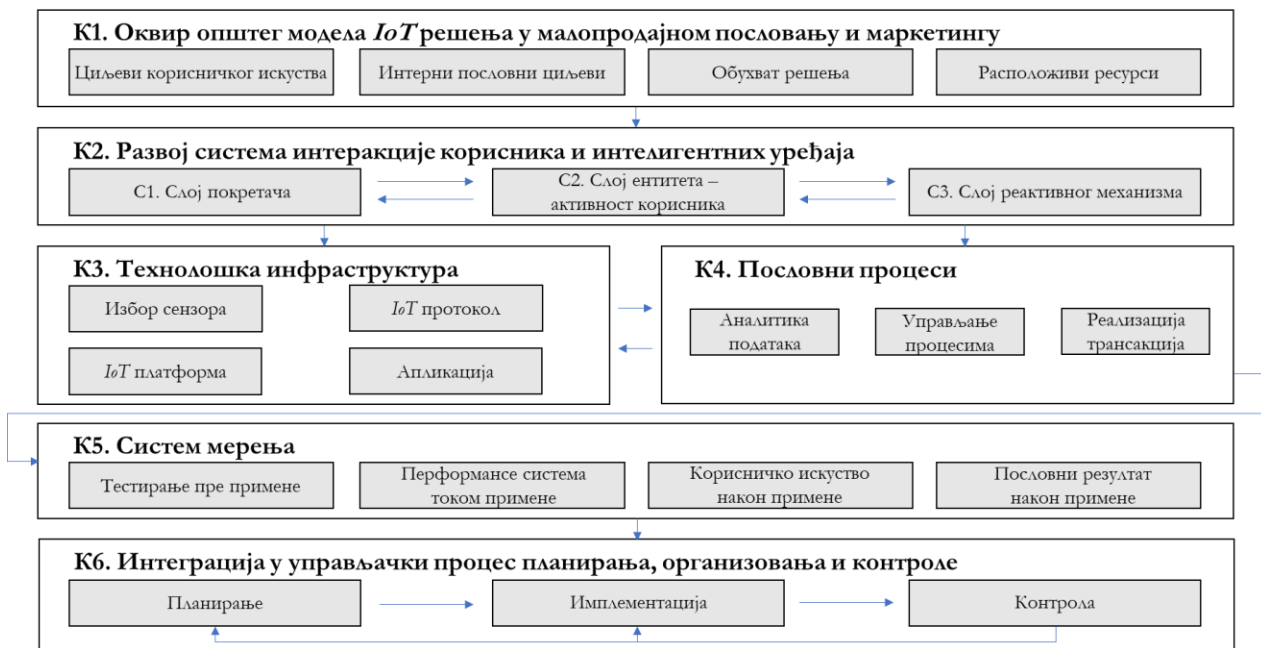 К1. Оквир општег модела IoT решења у малопродајном пословању и маркетингу
Циљеви корисничког искуства
Интерни пословни циљеви
Обухват решења
Расположиви ресурси
К2. Развој система интеракције корисника и интелигентних уређаја
С1. Слој покретача
С2. Слој ентитета –
активност корисника
С3. Слој реактивног механизма
К3. Технолошка инфраструктура
Избор сензора
IoT протокол
IoT платформа
Апликација
К4. Пословни процеси
Аналитика
података
Управљање
процесима
Реализација
трансакција
К5. Систем мерења
Тестирање пре примене
Перформансе система
током примене
Корисничко искуство
након примене
Пословни резултат
након примене
К6. Интеграција у управљачки процес планирања, организовања и контроле
Планирање
Имплементација
Контрола